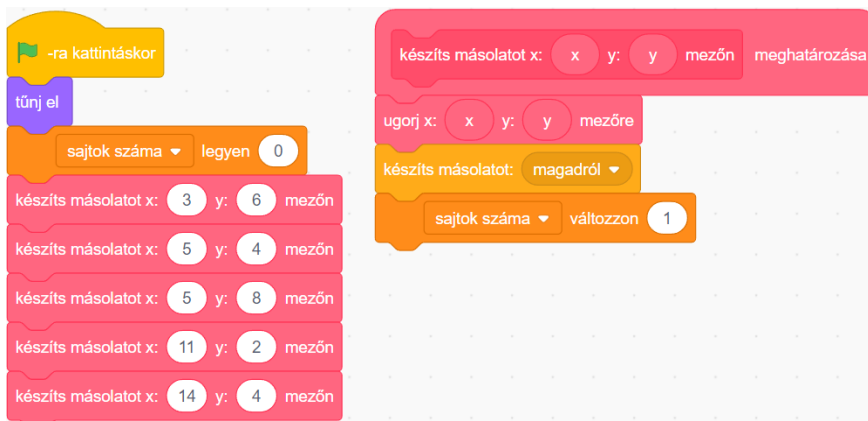 -ra kattintáskor
tűnj el
sajtok száma legyen 0
készíts másolatot x: 3 y: 6 mezőn
készíts másolatot x: 5 y: 4 mezőn
készíts másolatot x: 5 y: 8 mezőn
készíts másolatot x: 11 y: 2 mezőn
készíts másolatot x: 14 y: 4 mezőn
készíts másolatot x: x y: y mezőn meghatározása
ugorj x: x y: y mezőre
készíts másolatot: magadról
sajtok száma változzon 1